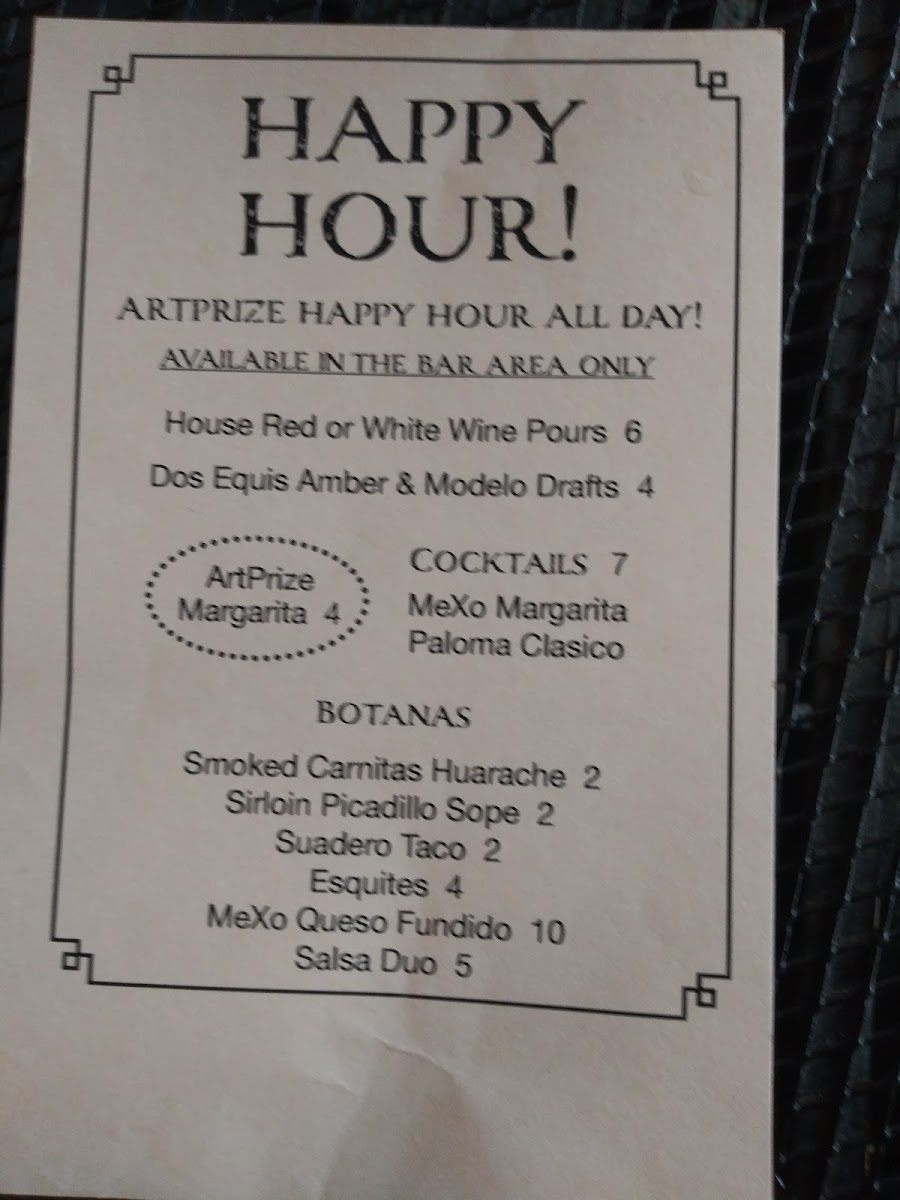 HAPPY
HOUR!
ARTPRIZE HAPPY HOUR ALL DAY!
AVAILABLE IN THE BAR AREA ONLY
House Red or White Wine Pours 6
Dos Equis Amber & Modelo Drafts 4
ArtPrize
Margarita 4
COCKTAILS 7
MeXo Margarita
Paloma Clasico
BOTANAS
Smoked Carnitas Huarache 2
Sirloin Picadillo Sope 2
Suadero Taco 2
Esquites 4
MeXo Queso Fundido 10
Salsa Duo 5